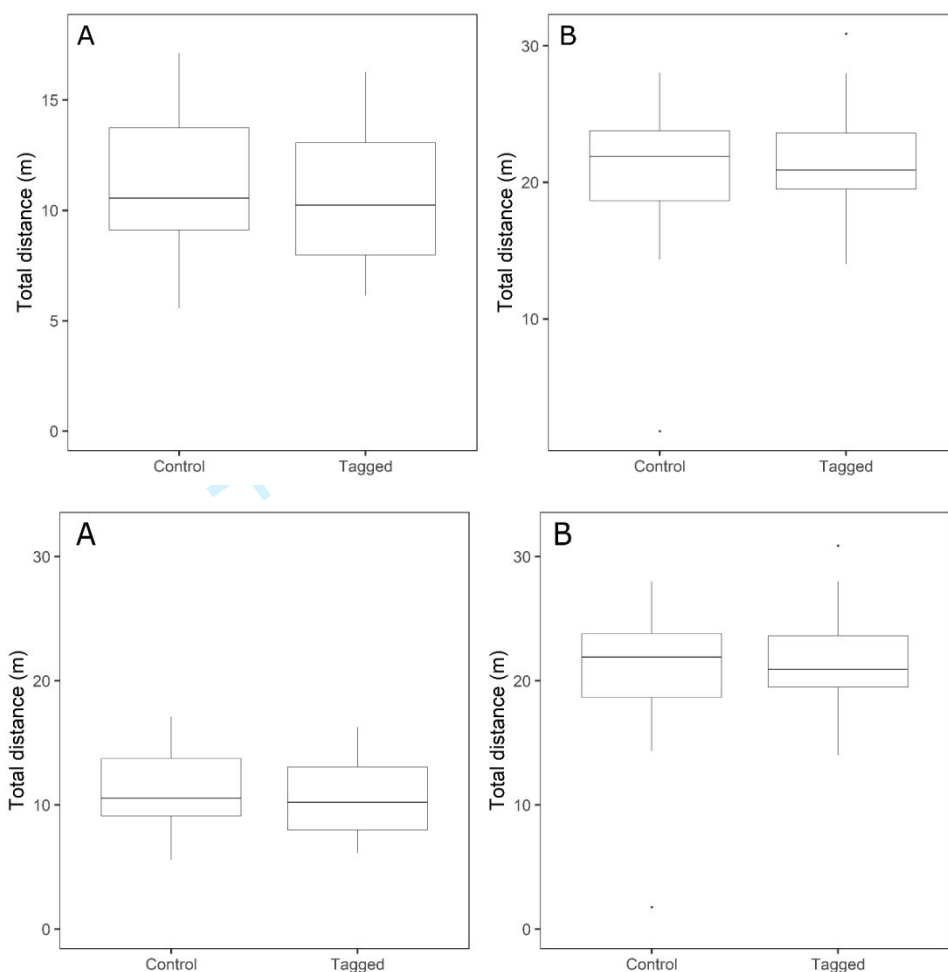 A
Total distance (m)
15
10
5
0
Control
Tagged
B
Total distance (m)
30
20
10
Control
Tagged
A
Total distance (m)
30
20
10
0
Control
Tagged
B
Total distance (m)
30
20
10
0
Control
Tagged